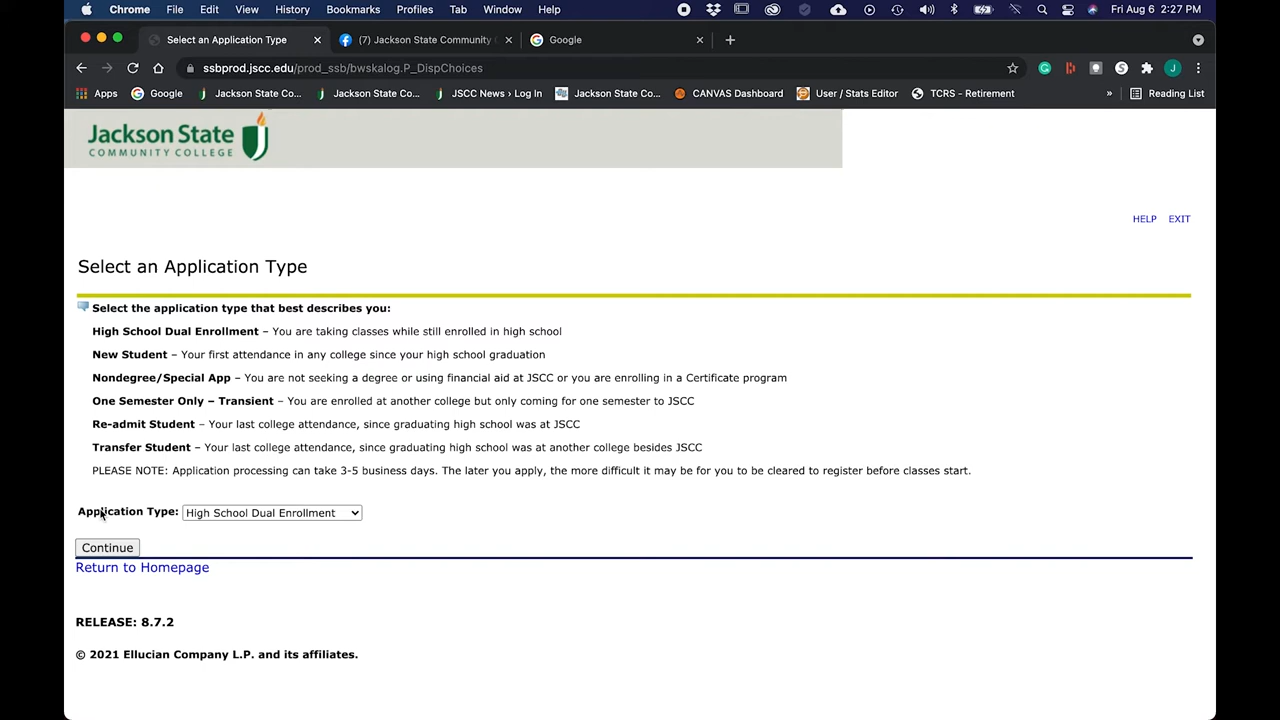 Chrome File Edit View History Bookmarks Profiles Tab Window Help Fri Aug 6 2:27 PM
Select an Application Type (7) Jackson State Community C Google
ssbprod.jscc.edu/prod_ssb/bwskalog.P_DispChoices
Apps Google Jackson State Co... Jackson State Co... JSCC News › Log In Jackson State Co... CANVAS Dashboard User / Stats Editor TCRS - Retirement » Reading List
Jackson State
COMMUNITY COLLEGE
HELP EXIT
Select an Application Type
Select the application type that best describes you:
High School Dual Enrollment – You are taking classes while still enrolled in high school
New Student – Your first attendance in any college since your high school graduation
Nondegree/Special App – You are not seeking a degree or using financial aid at JSCC or you are enrolling in a Certificate program
One Semester Only – Transient – You are enrolled at another college but only coming for one semester to JSCC
Re-admit Student – Your last college attendance, since graduating high school was at JSCC
Transfer Student – Your last college attendance, since graduating high school was at another college besides JSCC
PLEASE NOTE: Application processing can take 3-5 business days. The later you apply, the more difficult it may be for you to be cleared to register before classes start.
Application Type: High School Dual Enrollment
Continue
Return to Homepage
RELEASE: 8.7.2
© 2021 Ellucian Company L.P. and its affiliates.